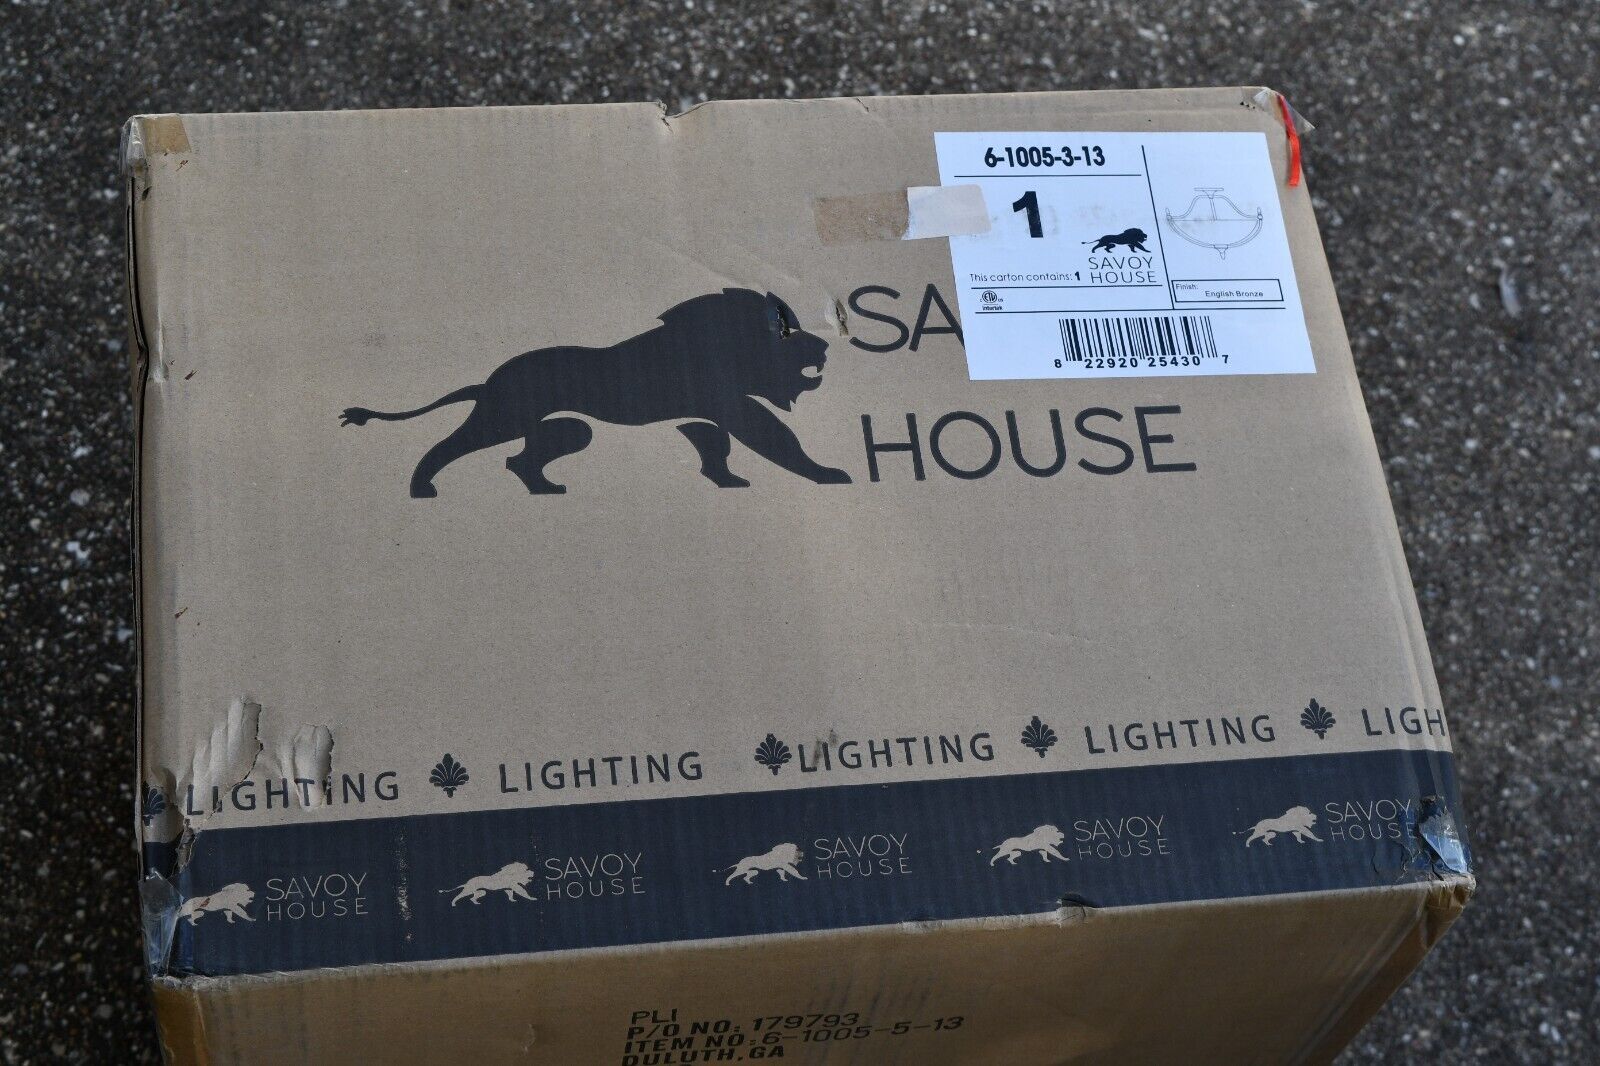 6-1005-3-13
1
This carton contains: 1
SAVOY
HOUSE
Intertek
Finish:
English Bronze
8 22920 25430 7
SA
HOUSE
LIGHTING LIGHTING LIGHTING LIGHTING LIGH
SAVOY
HOUSE
SAVOY
HOUSE
SAVOY
HOUSE
SAVOY
HOUSE
SAVOY
HOUSE
PLI
P/O NO.: 179793
ITEM NO.: 6-1005-5-13
DULUTH, GA